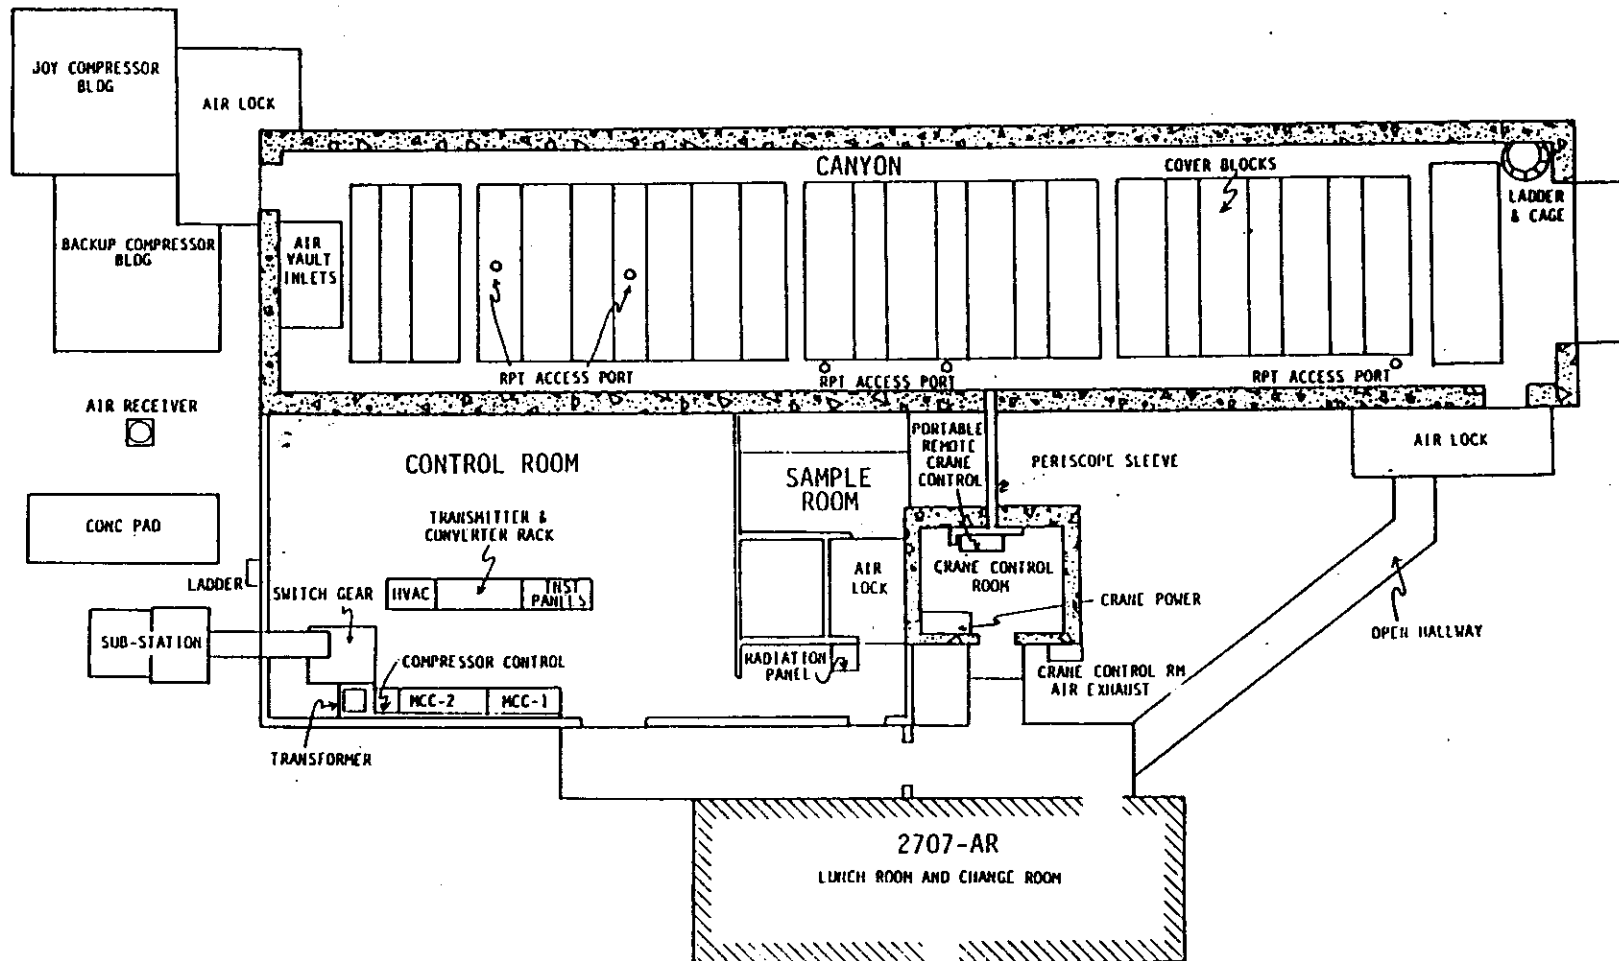 JOY COMPRESSOR
BLDG
AIR LOCK
CANYON
COVER BLOCKS
LADDER
& CAGE
BACKUP COMPRESSOR
BLDG
AIR
VAULT
INLETS
RPT ACCESS PORT
RPT ACCESS PORT
RPT ACCESS PORT
AIR RECEIVER
CONTROL ROOM
SAMPLE
ROOM
PORTABLE
REMOTE
CRANE
CONTROL
PERISCOPE SLEEVE
AIR LOCK
CONC PAD
TRANSMITTER &
CONVERTER RACK
LADDER
SWITCH GEAR
HVAC
INST
PANELS
AIR
LOCK
CRANE CONTROL
ROOM
CRANE POWER
OPEN HALLWAY
SUB-STATION
COMPRESSOR CONTROL
RADIATION
PANEL
CRANE CONTROL RM
AIR EXHAUST
MCC-2
MCC-1
TRANSFORMER
2707-AR
LUNCH ROOM AND CHANGE ROOM